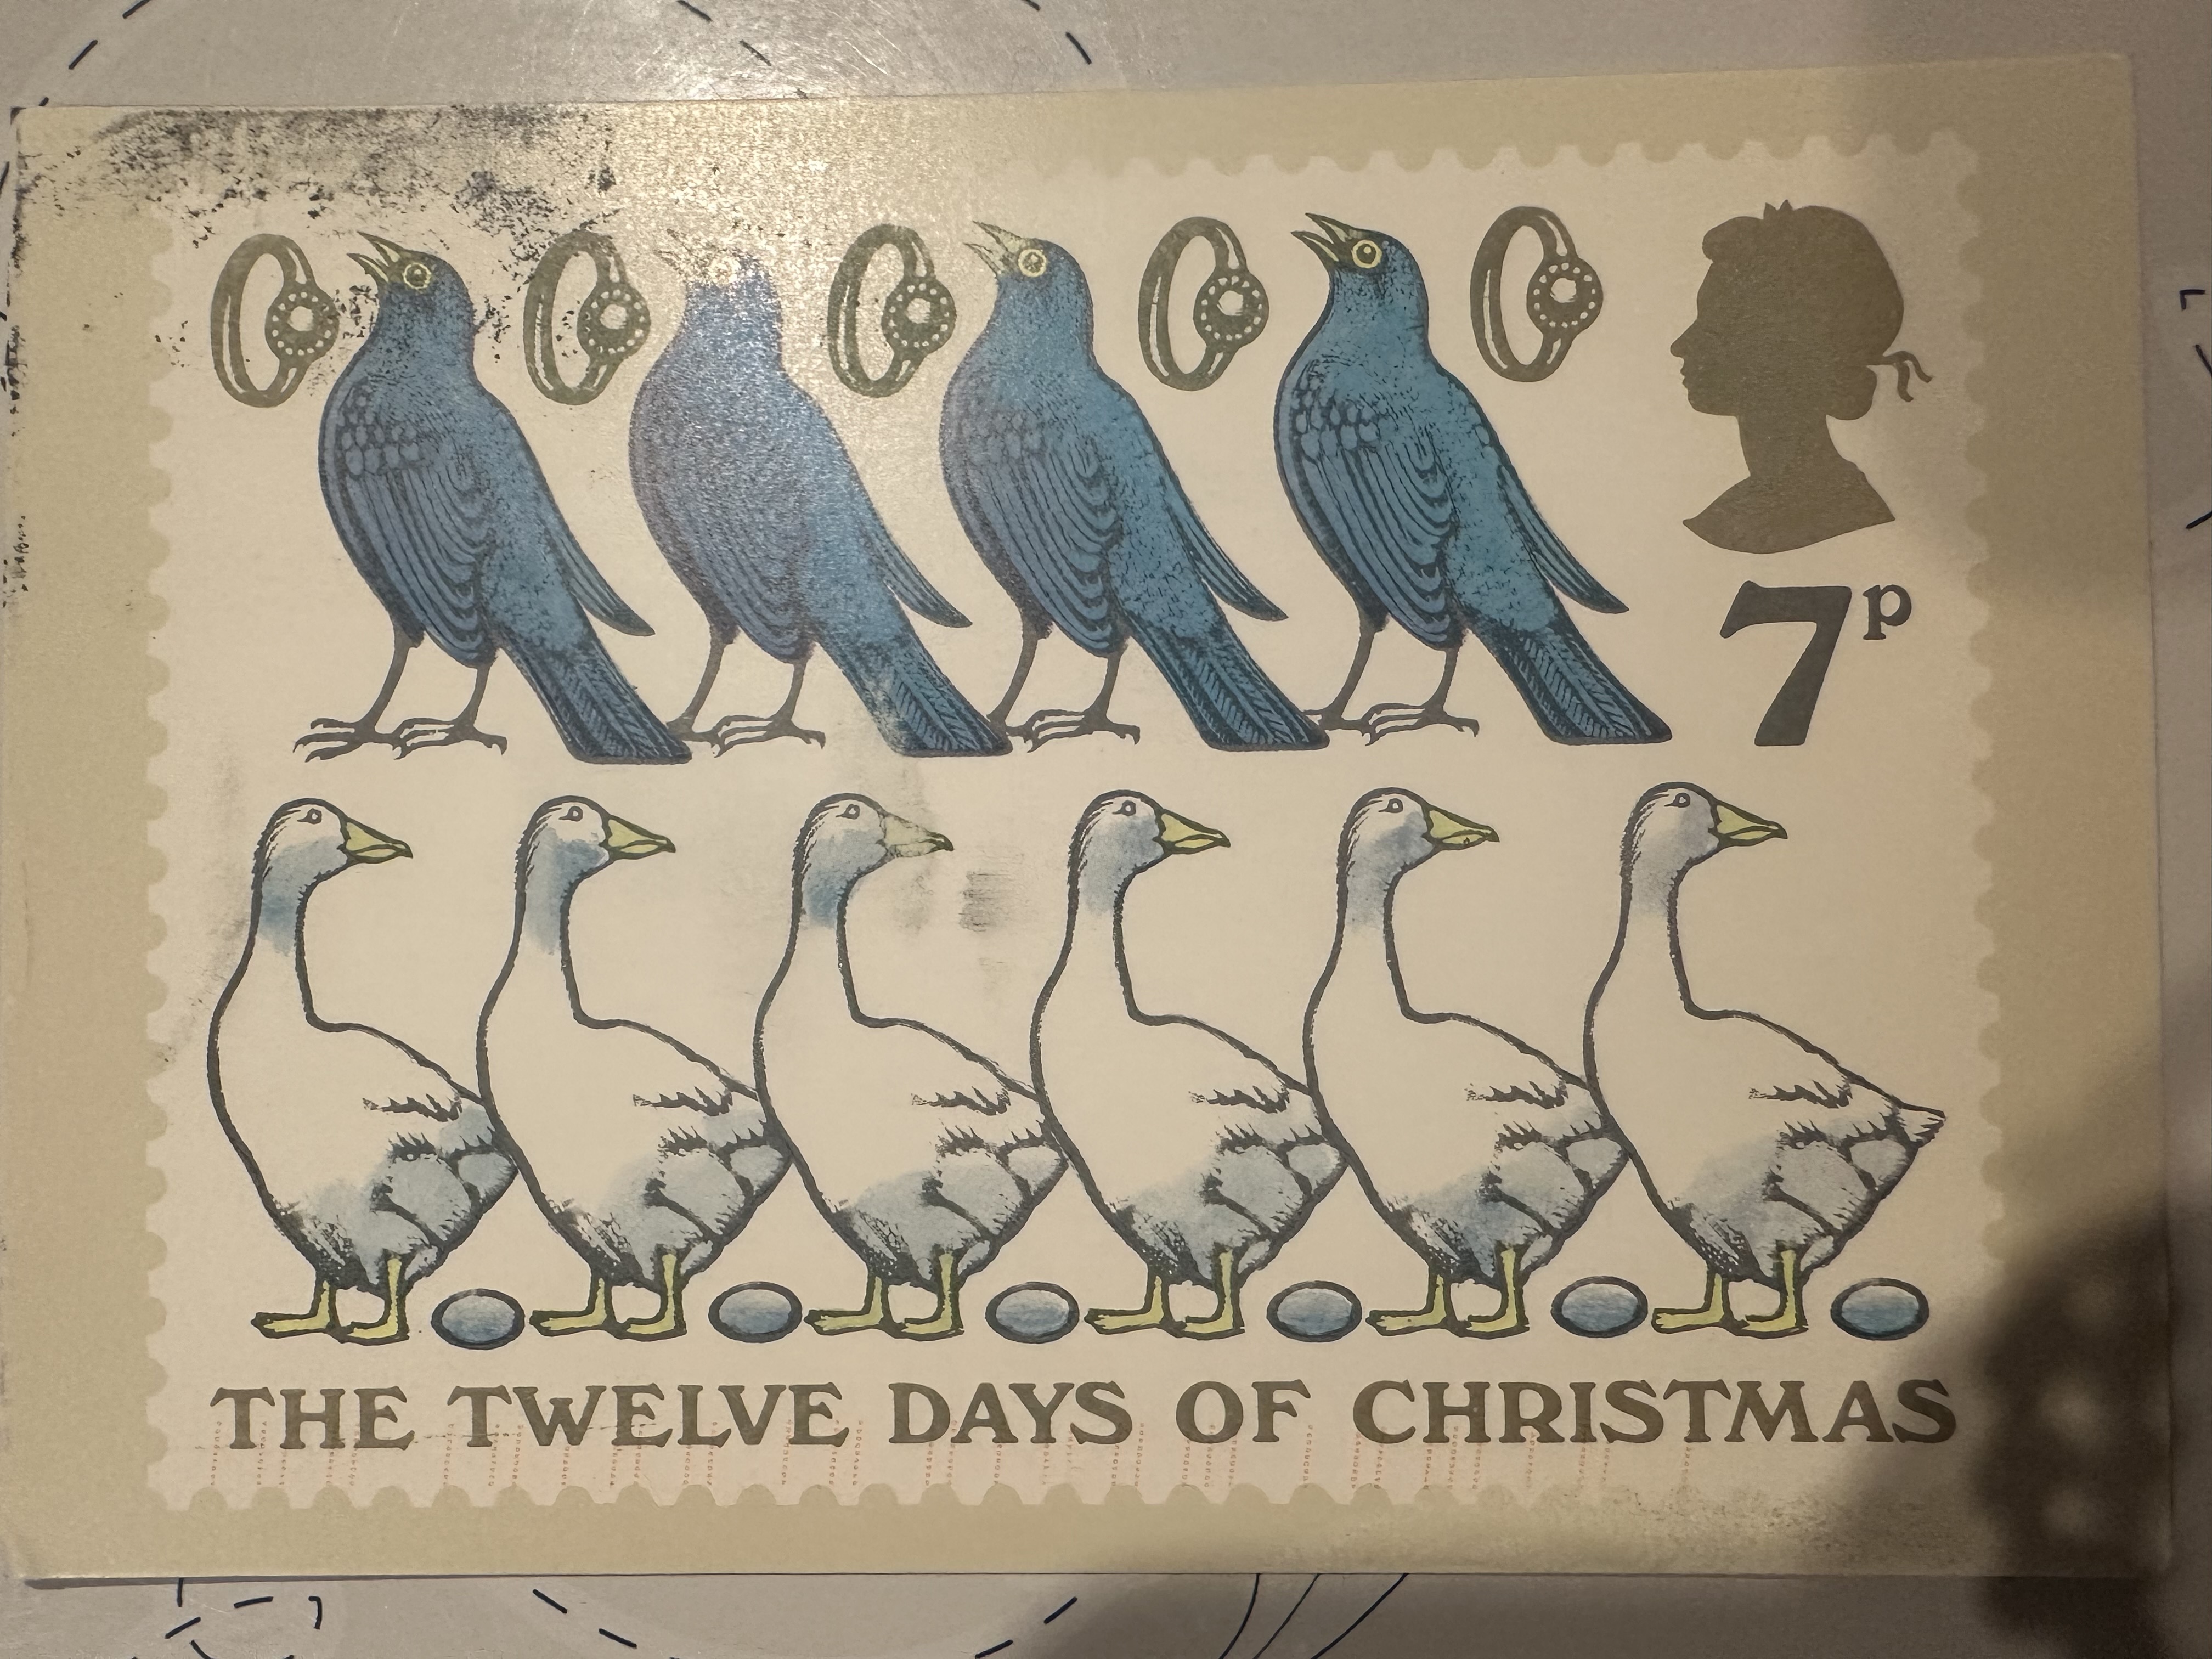 7p
THE TWELVE DAYS OF CHRISTMAS